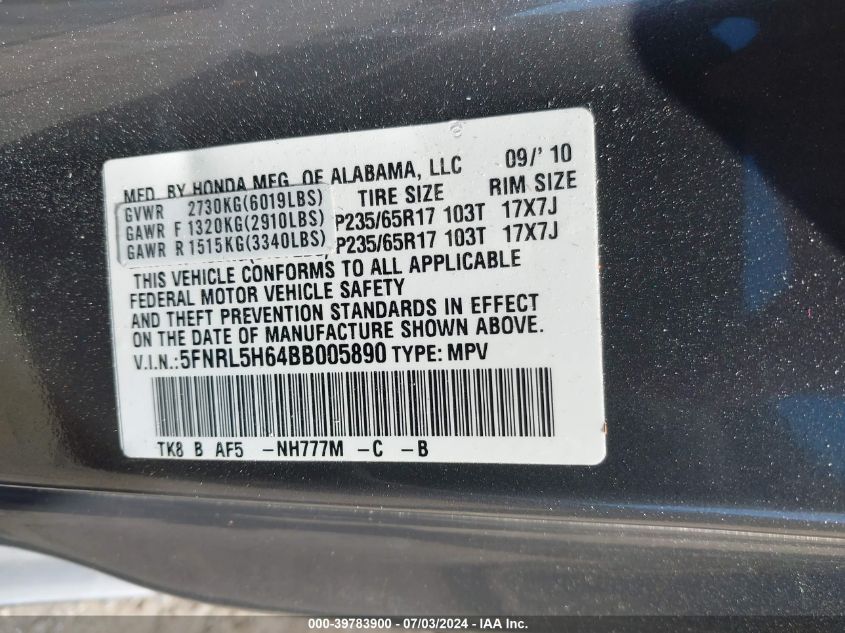 MFD. BY HONDA MFG. OF ALABAMA, LLC 09/' 10
GVWR 2730KG(6019LBS) TIRE SIZE RIM SIZE
GAWR F 1320KG(2910LBS) P235/65R17 103T 17X7J
GAWR R 1515KG(3340LBS) P235/65R17 103T 17X7J
THIS VEHICLE CONFORMS TO ALL APPLICABLE
FEDERAL MOTOR VEHICLE SAFETY
AND THEFT PREVENTION STANDARDS IN EFFECT
ON THE DATE OF MANUFACTURE SHOWN ABOVE.
V.I.N.:5FNRL5H64BB005890 TYPE: MPV
TK8 B AF5 -NH777M -C -B
000-39783900 - 07/03/2024 - IAA Inc.